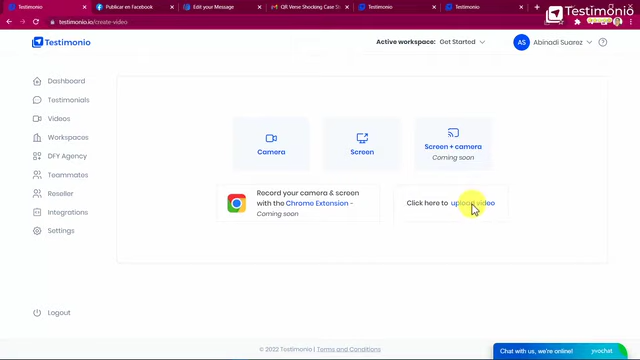 Testimonio
Publicar en Facebook
Edit your Message
QR Verse Shocking Case S
Testimonio
Testimonio
testimonio.io/create-video
Testimonio
Testimonio
Active workspace: Get Started
AS
Abinadi Suarez
Dashboard
Testimonials
Videos
Workspaces
DFY Agency
Teammates
Reseller
Integrations
Settings
Logout
Camera
Screen
Screen + camera
Coming soon
Record your camera & screen
with the Chrome Extension -
Coming soon
Click here to upload video
© 2022 Testimonio | Terms and Conditions
Chat with us, we're online!
yvochat